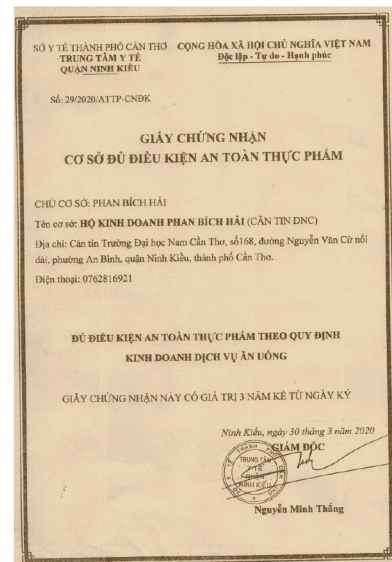 SỞ Y TẾ THÀNH PHỐ CẦN THƠ
TRUNG TÂM Y TẾ
QUẬN NINH KIỀU
CỘNG HÒA XÃ HỘI CHỦ NGHĨA VIỆT NAM
Độc lập - Tự do - Hạnh phúc
Số: 29/2020/ATTP-CNĐK
GIẤY CHỨNG NHẬN
CƠ SỞ ĐỦ ĐIỀU KIỆN AN TOÀN THỰC PHẨM
CHỦ CƠ SỞ: PHAN BÍCH HẢI
Tên cơ sở: HỘ KINH DOANH PHAN BÍCH HẢI (CĂN TIN DNC)
Địa chỉ: Căn tin Trường Đại học Nam Cần Thơ, số168, đường Nguyễn Văn Cừ nối
dài, phường An Bình, quận Ninh Kiều, thành phố Cần Thơ.
Điện thoại: 0762816921
ĐỦ ĐIỀU KIỆN AN TOÀN THỰC PHẨM THEO QUY ĐỊNH
KINH DOANH DỊCH VỤ ĂN UỐNG
GIẤY CHỨNG NHẬN NÀY CÓ GIÁ TRỊ 3 NĂM KỂ TỪ NGÀY KÝ
Ninh Kiều, ngày 30 tháng 3 năm 2020
GIÁM ĐỐC
TRUNG TÂM
Y TẾ
QUẬN
NINH KIỀU
Nguyễn Minh Thắng